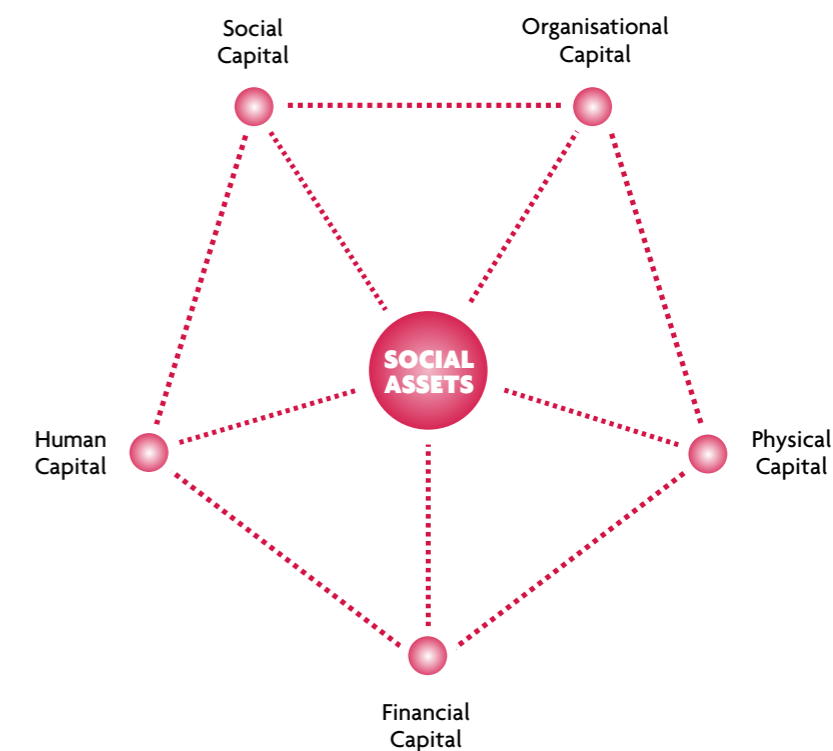 Social
Capital
Organisational
Capital
SOCIAL
ASSETS
Human
Capital
Physical
Capital
Financial
Capital